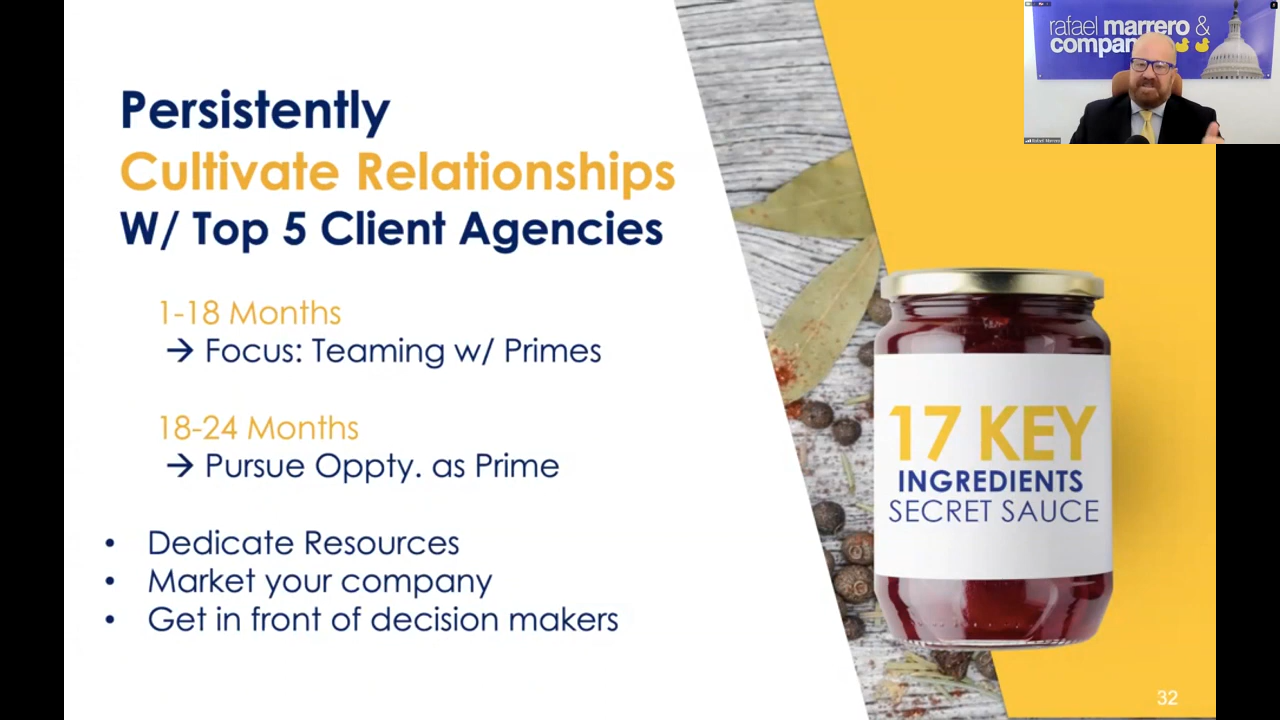 Persistently
Cultivate Relationships
W/ Top 5 Client Agencies
1-18 Months
→ Focus: Teaming w/ Primes
18-24 Months
→ Pursue Oppty. as Prime
• Dedicate Resources
• Market your company
• Get in front of decision makers
17 KEY
INGREDIENTS
SECRET SAUCE
32
rafael marrero &
Rafael Marrero